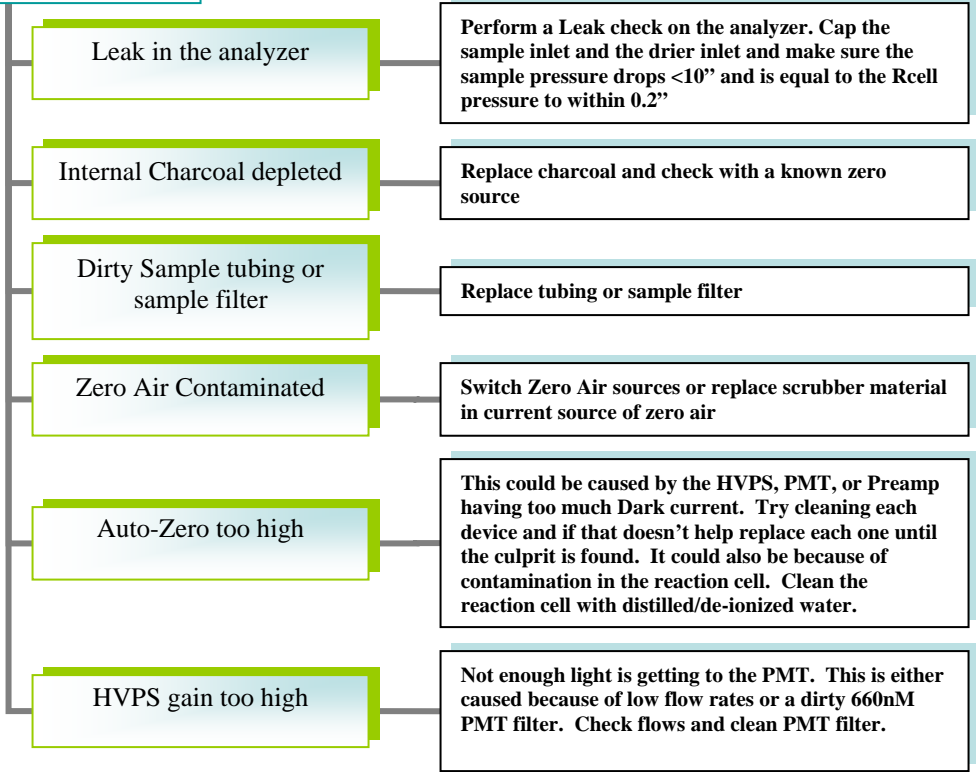 Leak in the analyzer
Perform a Leak check on the analyzer. Cap the
sample inlet and the drier inlet and make sure the
sample pressure drops <10” and is equal to the Rcell
pressure to within 0.2”
Internal Charcoal depleted
Replace charcoal and check with a known zero
source
Dirty Sample tubing or
sample filter
Replace tubing or sample filter
Zero Air Contaminated
Switch Zero Air sources or replace scrubber material
in current source of zero air
Auto-Zero too high
This could be caused by the HVPS, PMT, or Preamp
having too much Dark current.  Try cleaning each
device and if that doesn’t help replace each one until
the culprit is found.  It could also be because of
contamination in the reaction cell.  Clean the
reaction cell with distilled/de-ionized water.
HVPS gain too high
Not enough light is getting to the PMT.  This is either
caused because of low flow rates or a dirty 660nM
PMT filter.  Check flows and clean PMT filter.